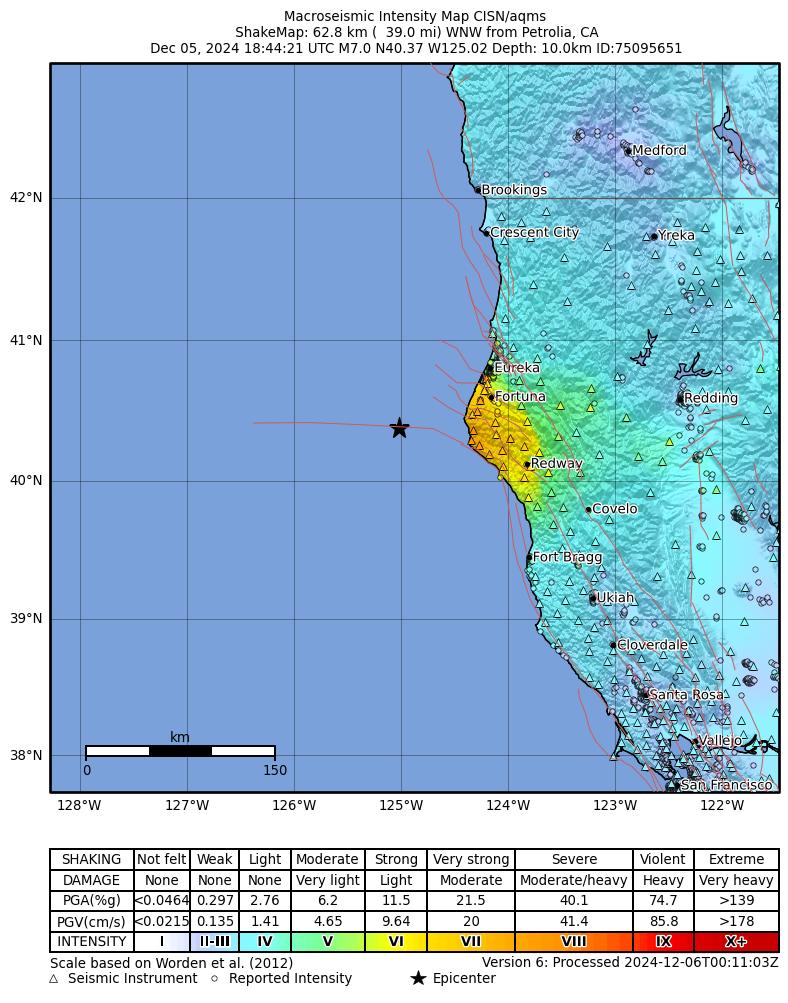 Macroseismic Intensity Map CISN/aqms
ShakeMap: 62.8 km ( 39.0 mi) WNW from Petrolia, CA
Dec 05, 2024 18:44:21 UTC M7.0 N40.37 W125.02 Depth: 10.0km ID:75095651
Medford
Brookings
42°N
Crescent City
Yreka
41°N
Eureka
Fortuna
Redding
Redway
40°N
Covelo
Fort Bragg
Ukiah
39°N
Cloverdale
Santa Rosa
km
Vallejo
38°N
0 150
San Francisco
128°W 127°W 126°W 125°W 124°W 123°W 122°W
SHAKING Not felt Weak Light Moderate Strong Very strong Severe Violent Extreme
DAMAGE None None None Very light Light Moderate Moderate/heavy Heavy Very heavy
PGA(%g) <0.0464 0.297 2.76 6.2 11.5 21.5 40.1 74.7 >139
PGV(cm/s) <0.0215 0.135 1.41 4.65 9.64 20 41.4 85.8 >178
INTENSITY I II-III IV V VI VII VIII IX X+
Scale based on Worden et al. (2012) Version 6: Processed 2024-12-06T00:11:03Z
△ Seismic Instrument ○ Reported Intensity ★ Epicenter